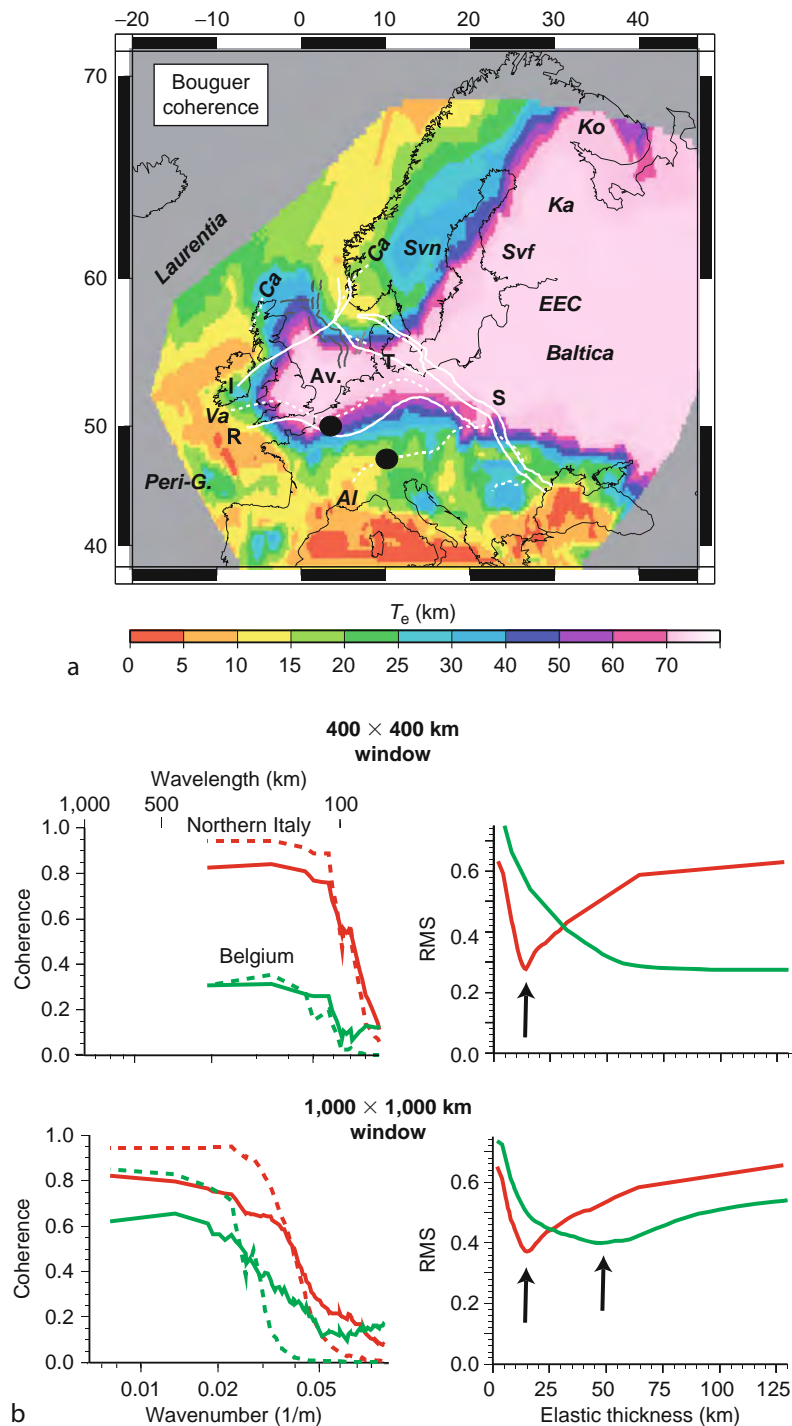 −20 −10 0 10 20 30 40
70
Bouguer
coherence
Ko
Ka
Laurentia
Ca
Ca
Svn
Svf
60
EEC
Baltica
T
Av.
I
S
Va
50
R
Peri-G.
Al
40
Te (km)
0 5 10 15 20 25 30 40 50 60 70
a
400 × 400 km
window
Wavelength (km)
1,000 500 100
Northern Italy
1.0
0.8
0.6
0.4
0.2
0.0
Coherence
Belgium
0.6
0.4
0.2
0.0
RMS
1,000 × 1,000 km
window
1.0
0.8
0.6
0.4
0.2
0.0
Coherence
0.01 0.02 0.05
Wavenumber (1/m)
0.6
0.4
0.2
0.0
RMS
0 25 50 75 100 125
Elastic thickness (km)
b